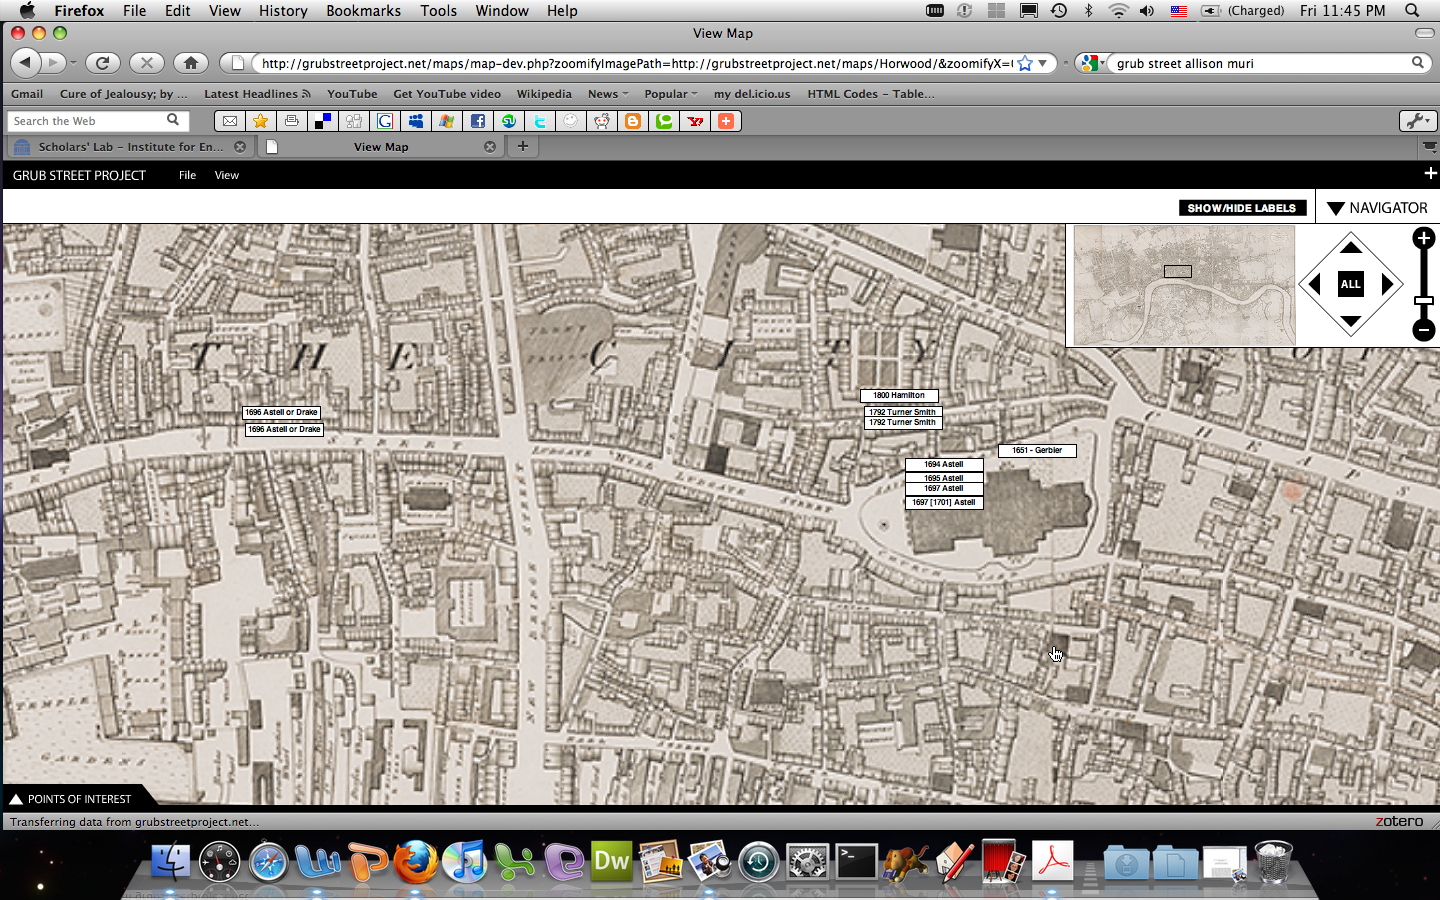 Firefox File Edit View History Bookmarks Tools Window Help (Charged) Fri 11:45 PM
View Map
http://grubstreetproject.net/maps/map-dev.php?zoomifyImagePath=http://grubstreetproject.net/maps/Horwood/&zoomifyX=( grub street allison muri
Gmail Cure of Jealousy; by ... Latest Headlines YouTube Get YouTube video Wikipedia News Popular my del.icio.us HTML Codes - Table...
Search the Web
Scholars' Lab - Institute for En... View Map
GRUB STREET PROJECT File View
SHOW/HIDE LABELS NAVIGATOR
ALL
THE CITY
1800 Hamilton
1696 Astell or Drake
1792 Turner Smith
1792 Turner Smith
1696 Astell or Drake
STREET
1651 - Gerbier
1694 Astell
1695 Astell
1697 Astell
1697 [1701] Astell
CHURCH
GARDENS
POINTS OF INTEREST
Transferring data from grubstreetproject.net... zotero
Dw